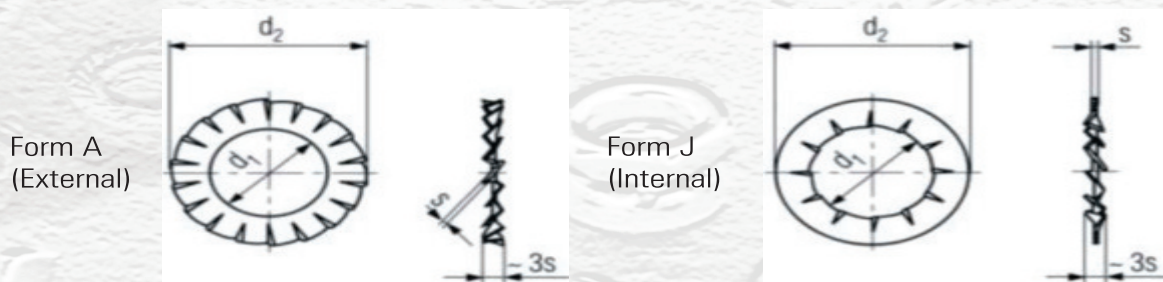 Form A
(External)
d₂
d₁
s
~ 3s
Form J
(Internal)
d₂
s
d₁
~ 3s